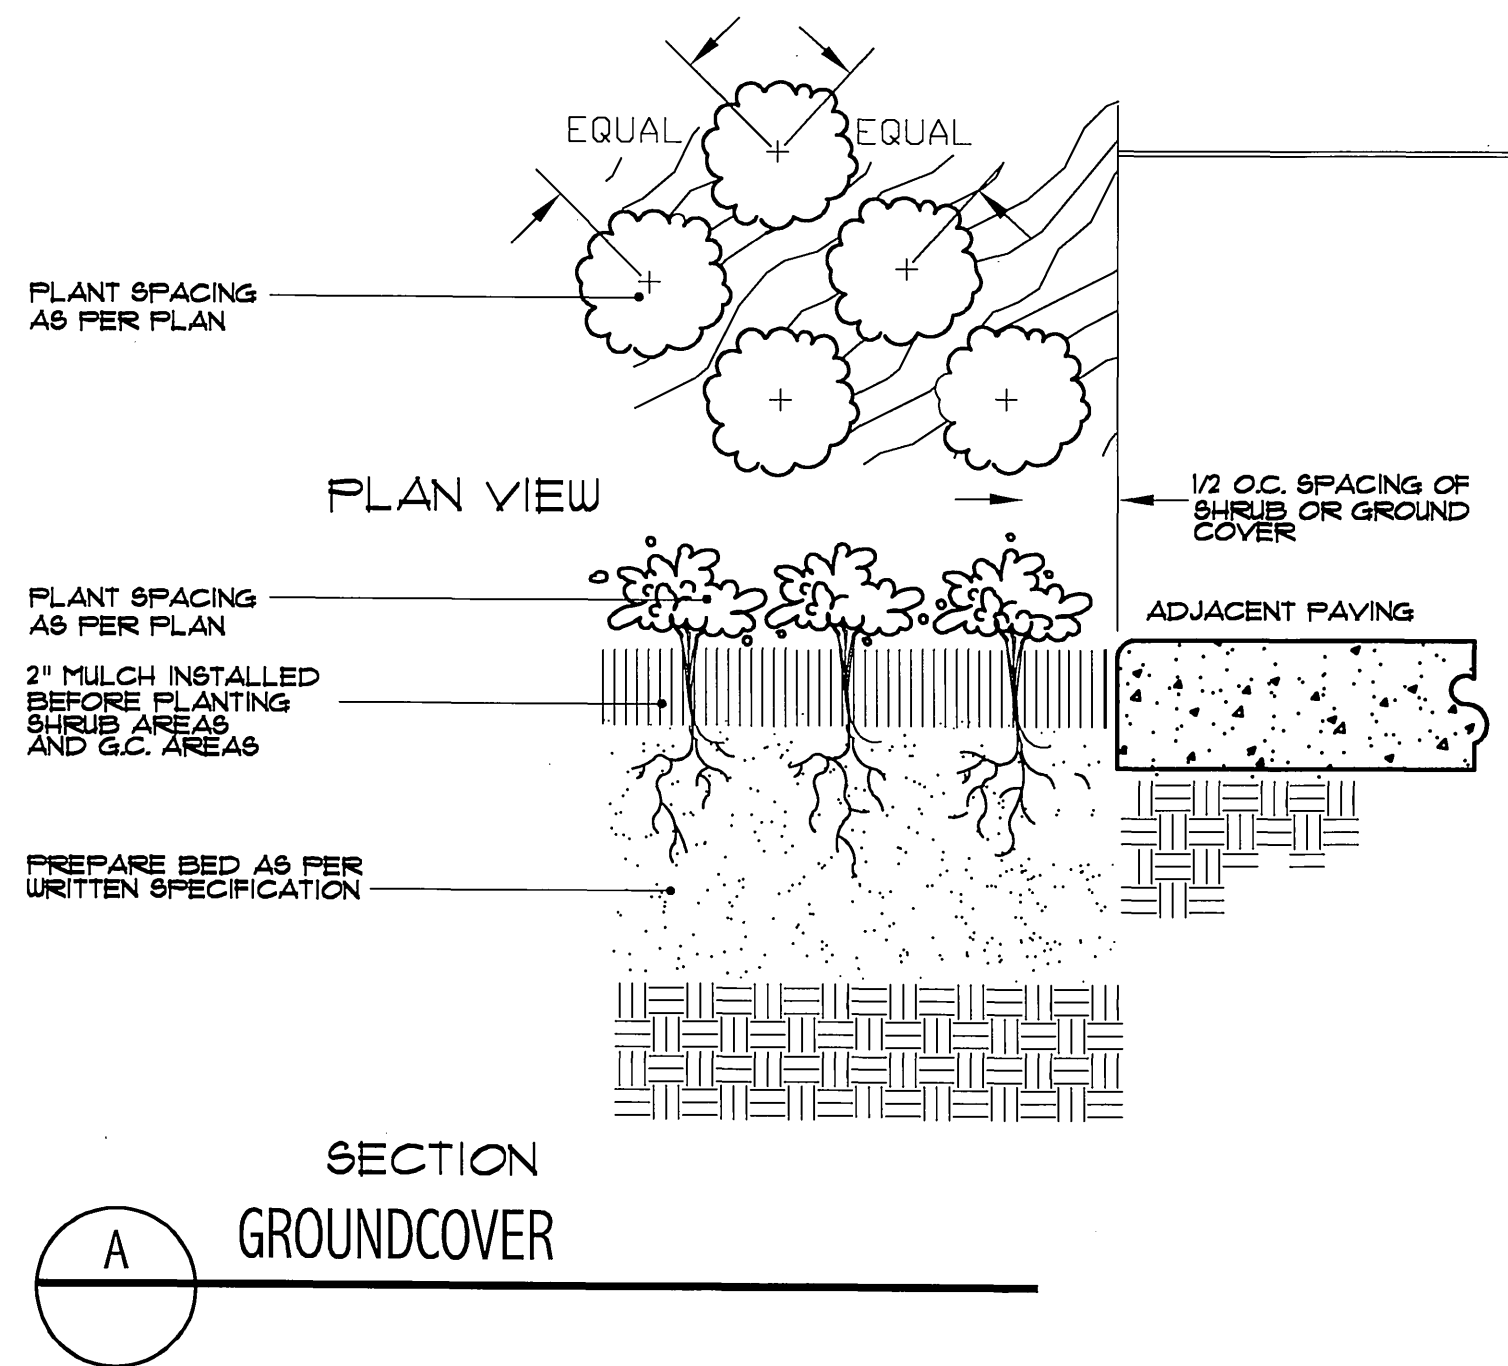 EQUAL
EQUAL
PLANT SPACING
AS PER PLAN
PLAN VIEW
1/2 O.C. SPACING OF
SHRUB OR GROUND
COVER
PLANT SPACING
AS PER PLAN
ADJACENT PAVING
2" MULCH INSTALLED
BEFORE PLANTING
SHRUB AREAS
AND G.C. AREAS
PREPARE BED AS PER
WRITTEN SPECIFICATION
SECTION
A
GROUNDCOVER